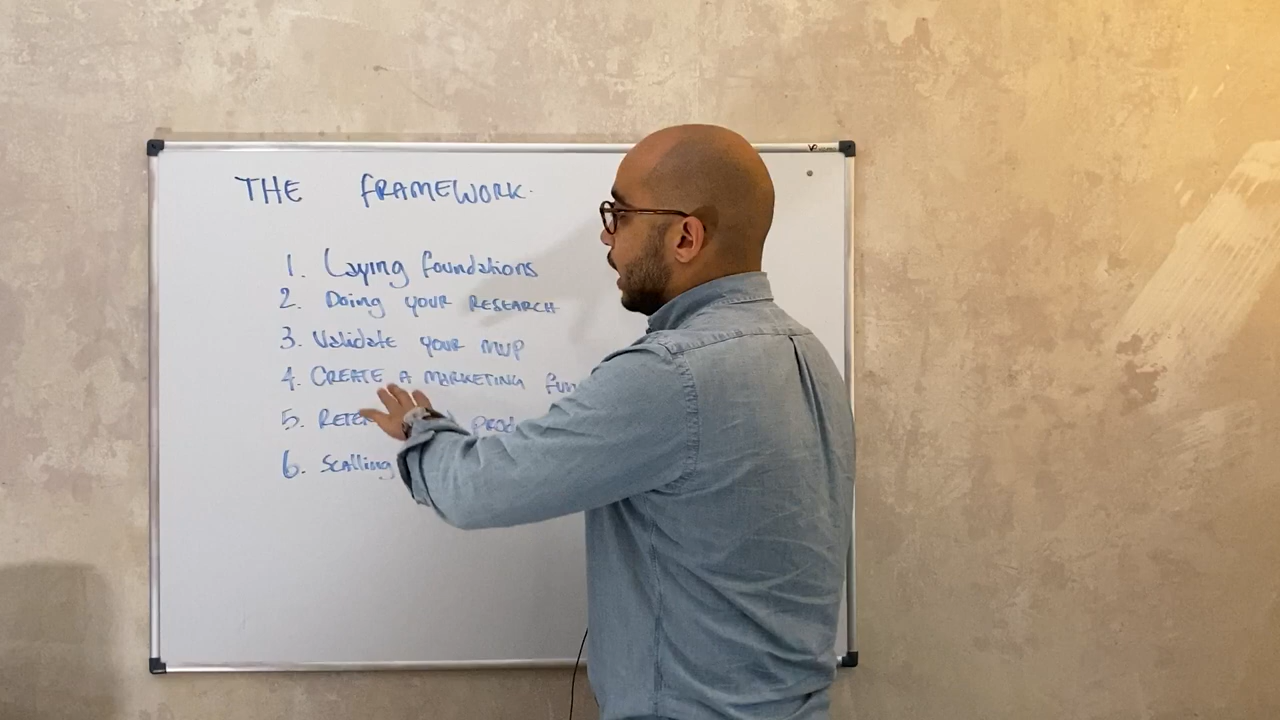 THE FRAMEWORK.
1. Laying foundations
2. Doing your RESEARCH
3. Validate your MVP
4. CREATE A MARKETING
5.
6. Scalling